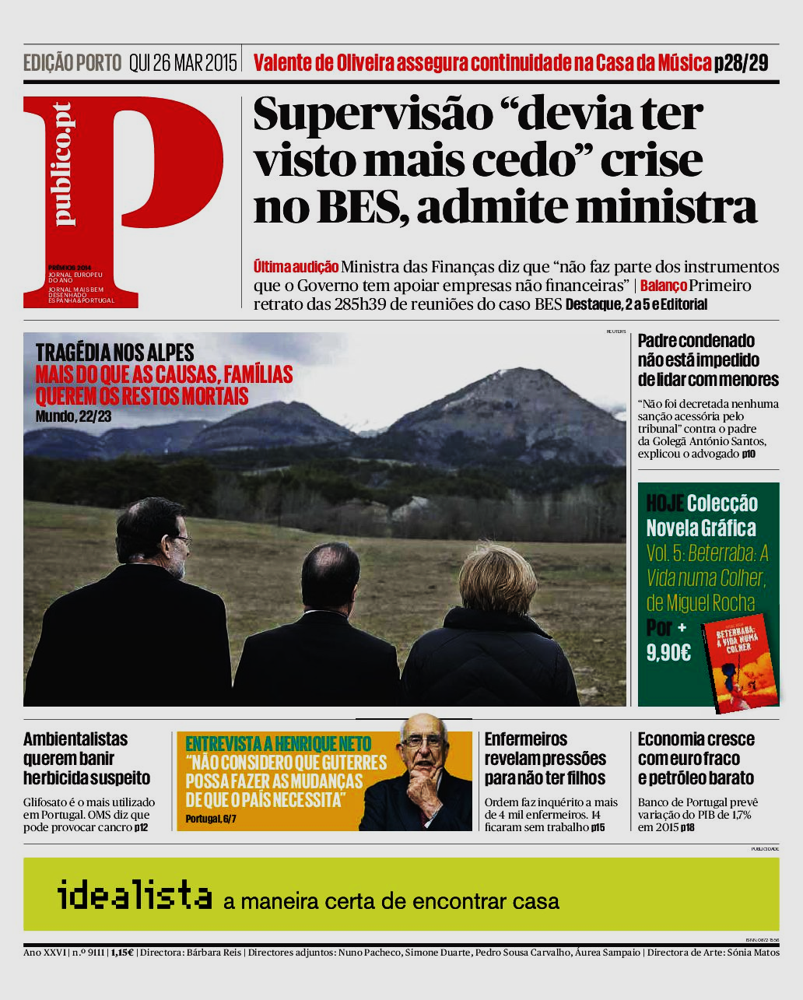 EDIÇÃO PORTO QUI 26 MAR 2015
Valente de Oliveira assegura continuidade na Casa da Música p28/29
publico.pt
PRÉMIOS 2014
JORNAL EUROPEU
DO ANO
JORNAL MAIS BEM
DESENHADO
ESPANHA & PORTUGAL
Supervisão “devia ter
visto mais cedo” crise
no BES, admite ministra
Última audição Ministra das Finanças diz que “não faz parte dos instrumentos
que o Governo tem apoiar empresas não financeiras” | Balanço Primeiro
retrato das 285h39 de reuniões do caso BES Destaque, 2 a 5 e Editorial
REUTERS
TRAGÉDIA NOS ALPES
MAIS DO QUE AS CAUSAS, FAMÍLIAS
QUEREM OS RESTOS MORTAIS
Mundo, 22/23
Padre condenado
não está impedido
de lidar com menores
“Não foi decretada nenhuma
sanção acessória pelo
tribunal” contra o padre
da Golegã António Santos,
explicou o advogado p10
HOJE Colecção
Novela Gráfica
Vol. 5: Beterraba: A
Vida numa Colher,
de Miguel Rocha
Por +
9,90€
BETERRABA:
A VIDA NUMA
COLHER
Ambientalistas
querem banir
herbicida suspeito
Glifosato é o mais utilizado
em Portugal. OMS diz que
pode provocar cancro p12
ENTREVISTA A HENRIQUE NETO
“NÃO CONSIDERO QUE GUTERRES
POSSA FAZER AS MUDANÇAS
DE QUE O PAÍS NECESSITA”
Portugal, 6/7
Enfermeiros
revelam pressões
para não ter filhos
Ordem faz inquérito a mais
de 4 mil enfermeiros. 14
ficaram sem trabalho p15
Economia cresce
com euro fraco
e petróleo barato
Banco de Portugal prevê
variação do PIB de 1,7%
em 2015 p18
PUBLICIDADE
idealista a maneira certa de encontrar casa
ISNN: 0872-1556
Ano XXVI | n.º 9111 | 1,15€ | Directora: Bárbara Reis | Directores adjuntos: Nuno Pacheco, Simone Duarte, Pedro Sousa Carvalho, Áurea Sampaio | Directora de Arte: Sónia Matos